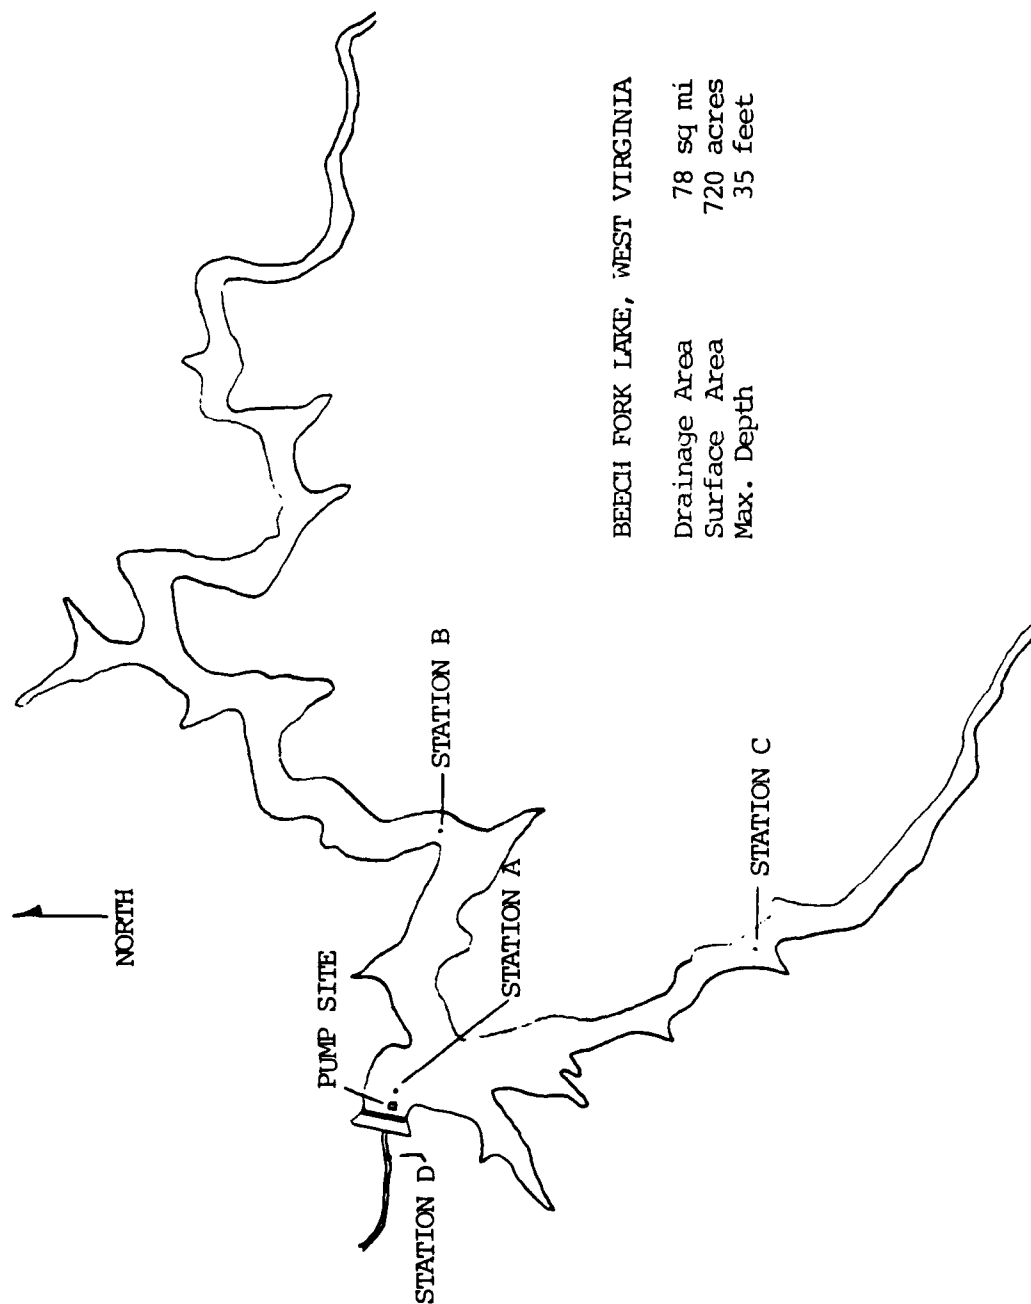 NORTH
PUMP SITE
STATION D
STATION A
STATION B
STATION C
BEECH FORK LAKE, WEST VIRGINIA
Drainage Area 78 sq mi
Surface Area 720 acres
Max. Depth 35 feet